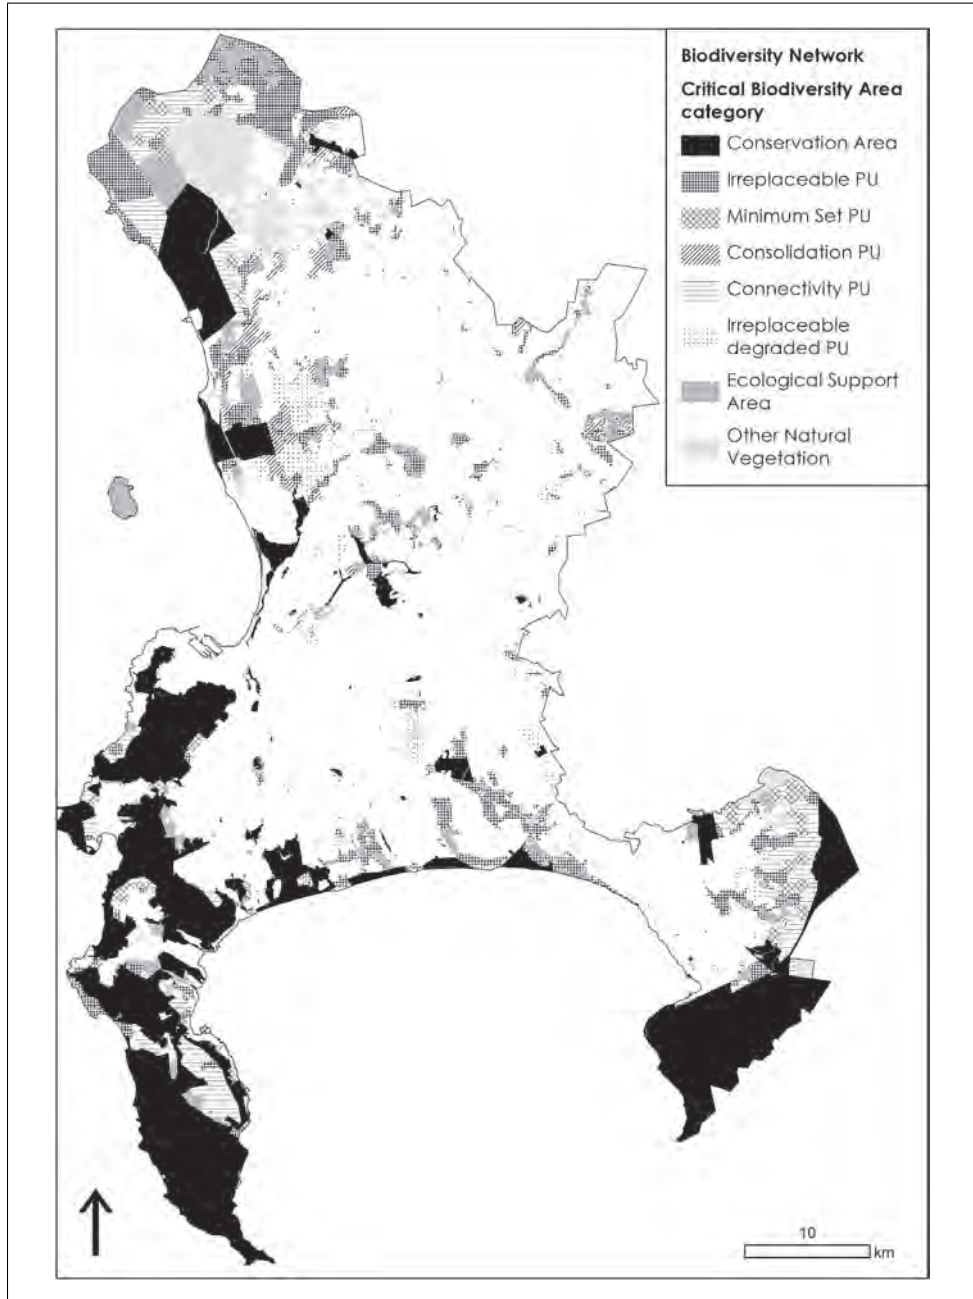 Biodiversity Network
Critical Biodiversity Area
category
Conservation Area
Irreplaceable PU
Minimum Set PU
Consolidation PU
Connectivity PU
Irreplaceable
degraded PU
Ecological Support
Area
Other Natural
Vegetation
10
km